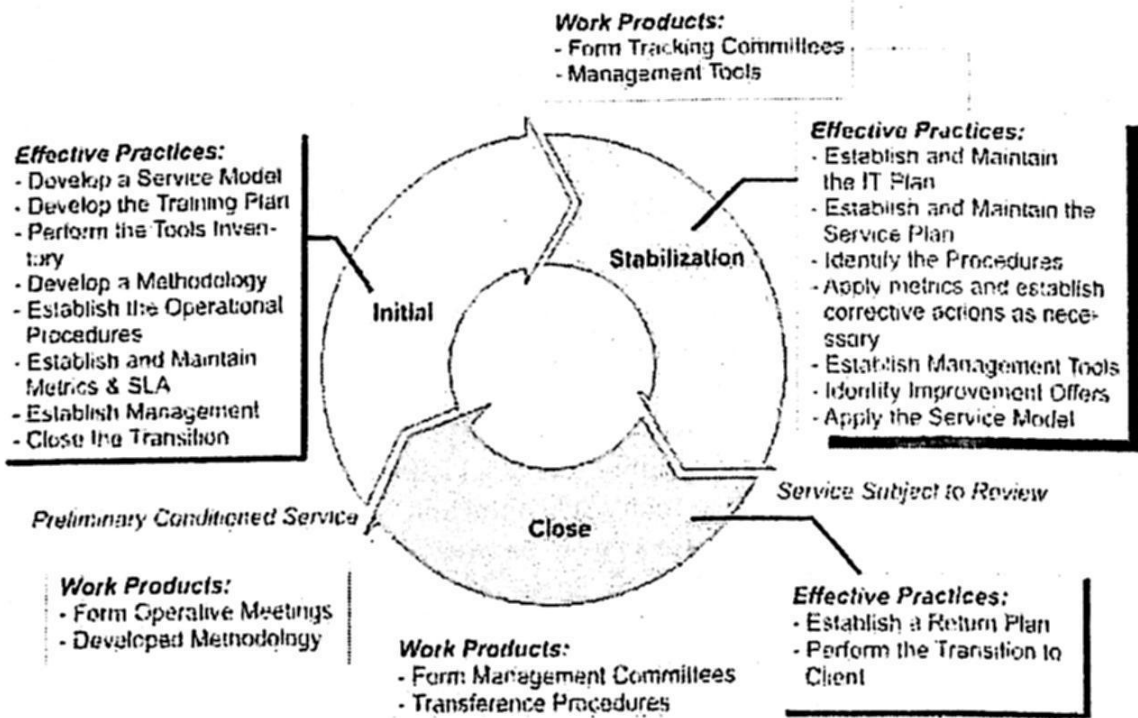 Work Products:
- Form Tracking Committees
- Management Tools
Effective Practices:
- Develop a Service Model
- Develop the Training Plan
- Perform the Tools Inven-
tory
- Develop a Methodology
- Establish the Operational
Procedures
- Establish and Maintain
Metrics & SLA
- Establish Management
- Close the Transition
Effective Practices:
- Establish and Maintain
the IT Plan
- Establish and Maintain the
Service Plan
- Identify the Procedures
- Apply metrics and establish
corrective actions as nece-
ssary
- Establish Management Tools
- Identify Improvement Offers
- Apply the Service Model
Stabilization
Initial
Close
Preliminary Conditioned Service
Service Subject to Review
Work Products:
- Form Operative Meetings
- Developed Methodology
Work Products:
- Form Management Committees
- Transference Procedures
Effective Practices:
- Establish a Return Plan
- Perform the Transition to
Client